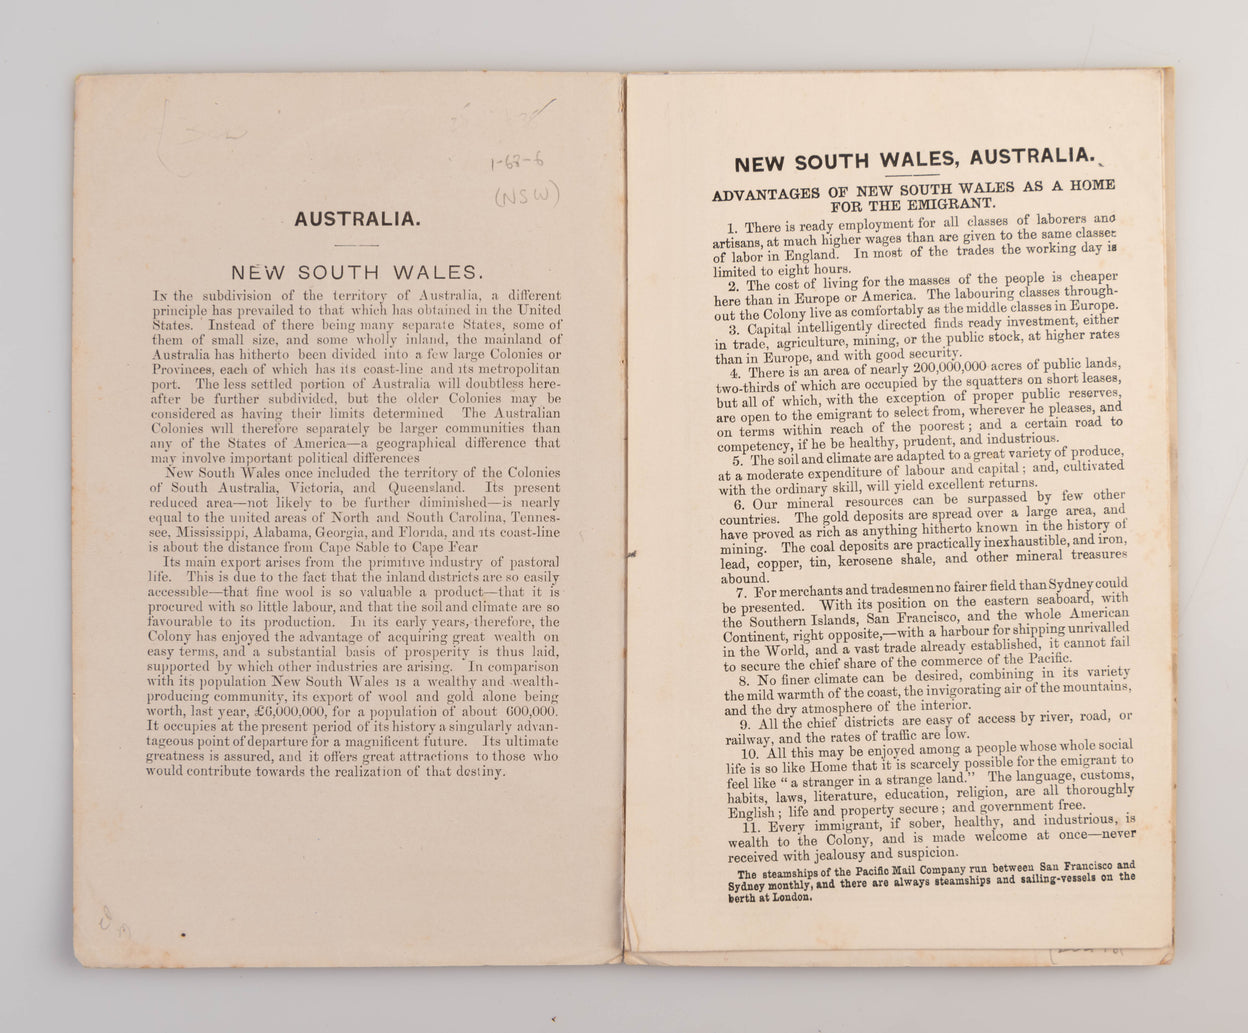 1-68-6
(NSW)
AUSTRALIA.
NEW SOUTH WALES.
In the subdivision of the territory of Australia, a different
principle has prevailed to that which has obtained in the United
States. Instead of there being many separate States, some of
them of small size, and some wholly inland, the mainland of
Australia has hitherto been divided into a few large Colonies or
Provinces, each of which has its coast-line and its metropolitan
port. The less settled portion of Australia will doubtless here-
after be further subdivided, but the older Colonies may be
considered as having their limits determined The Australian
Colonies will therefore separately be larger communities than
any of the States of America—a geographical difference that
may involve important political differences
New South Wales once included the territory of the Colonies
of South Australia, Victoria, and Queensland. Its present
reduced area—not likely to be further diminished—is nearly
equal to the united areas of North and South Carolina, Tennes-
see, Mississippi, Alabama, Georgia, and Florida, and its coast-line
is about the distance from Cape Sable to Cape Fear
Its main export arises from the primitive industry of pastoral
life. This is due to the fact that the inland districts are so easily
accessible—that fine wool is so valuable a product—that it is
procured with so little labour, and that the soil and climate are so
favourable to its production. In its early years, therefore, the
Colony has enjoyed the advantage of acquiring great wealth on
easy terms, and a substantial basis of prosperity is thus laid,
supported by which other industries are arising. In comparison
with its population New South Wales is a wealthy and wealth-
producing community, its export of wool and gold alone being
worth, last year, £6,000,000, for a population of about 600,000.
It occupies at the present period of its history a singularly advan-
tageous point of departure for a magnificent future. Its ultimate
greatness is assured, and it offers great attractions to those who
would contribute towards the realization of that destiny.
NEW SOUTH WALES, AUSTRALIA.
ADVANTAGES OF NEW SOUTH WALES AS A HOME
FOR THE EMIGRANT.
1. There is ready employment for all classes of laborers and
artisans, at much higher wages than are given to the same classes
of labor in England. In most of the trades the working day is
limited to eight hours.
2. The cost of living for the masses of the people is cheaper
here than in Europe or America. The labouring classes through-
out the Colony live as comfortably as the middle classes in Europe.
3. Capital intelligently directed finds ready investment, either
in trade, agriculture, mining, or the public stock, at higher rates
than in Europe, and with good security.
4. There is an area of nearly 200,000,000 acres of public lands,
two-thirds of which are occupied by the squatters on short leases,
but all of which, with the exception of proper public reserves,
are open to the emigrant to select from, wherever he pleases, and
on terms within reach of the poorest; and a certain road to
competency, if he be healthy, prudent, and industrious.
5. The soil and climate are adapted to a great variety of produce,
at a moderate expenditure of labour and capital; and, cultivated
with the ordinary skill, will yield excellent returns.
6. Our mineral resources can be surpassed by few other
countries. The gold deposits are spread over a large area, and
have proved as rich as anything hitherto known in the history of
mining. The coal deposits are practically inexhaustible, and iron,
lead, copper, tin, kerosene shale, and other mineral treasures
abound.
7. For merchants and tradesmen no fairer field than Sydney could
be presented. With its position on the eastern seaboard, with
the Southern Islands, San Francisco, and the whole American
Continent, right opposite,—with a harbour for shipping unrivalled
in the World, and a vast trade already established, it cannot fail
to secure the chief share of the commerce of the Pacific.
8. No finer climate can be desired, combining in its variety
the mild warmth of the coast, the invigorating air of the mountains,
and the dry atmosphere of the interior.
9. All the chief districts are easy of access by river, road, or
railway, and the rates of traffic are low.
10. All this may be enjoyed among a people whose whole social
life is so like Home that it is scarcely possible for the emigrant to
feel like "a stranger in a strange land." The language, customs,
habits, laws, literature, education, religion, are all thoroughly
English; life and property secure; and government free.
11. Every immigrant, if sober, healthy, and industrious, is
wealth to the Colony, and is made welcome at once—never
received with jealousy and suspicion.
The steamships of the Pacific Mail Company run between San Francisco and
Sydney monthly, and there are always steamships and sailing-vessels on the
berth at London.